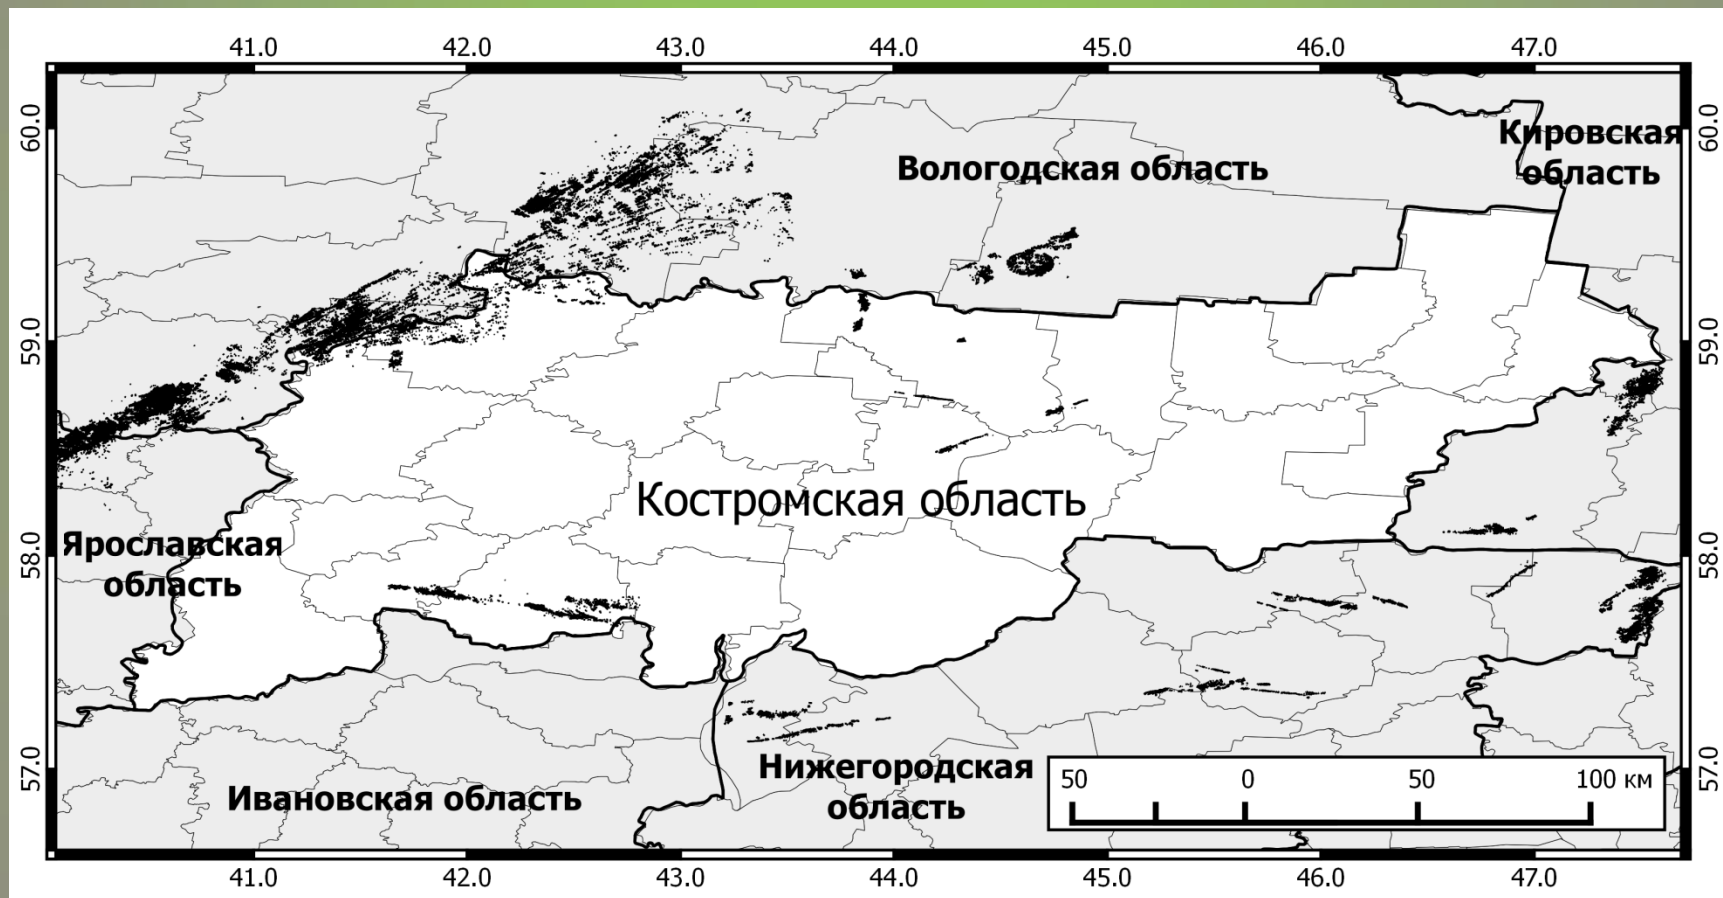 41.0 42.0 43.0 44.0 45.0 46.0 47.0
60.0 60.0
Кировская
область
Вологодская область
59.0 59.0
Костромская область
58.0 58.0
Ярославская
область
57.0 57.0
Нижегородская
область
Ивановская область
50 0 50 100 км
41.0 42.0 43.0 44.0 45.0 46.0 47.0